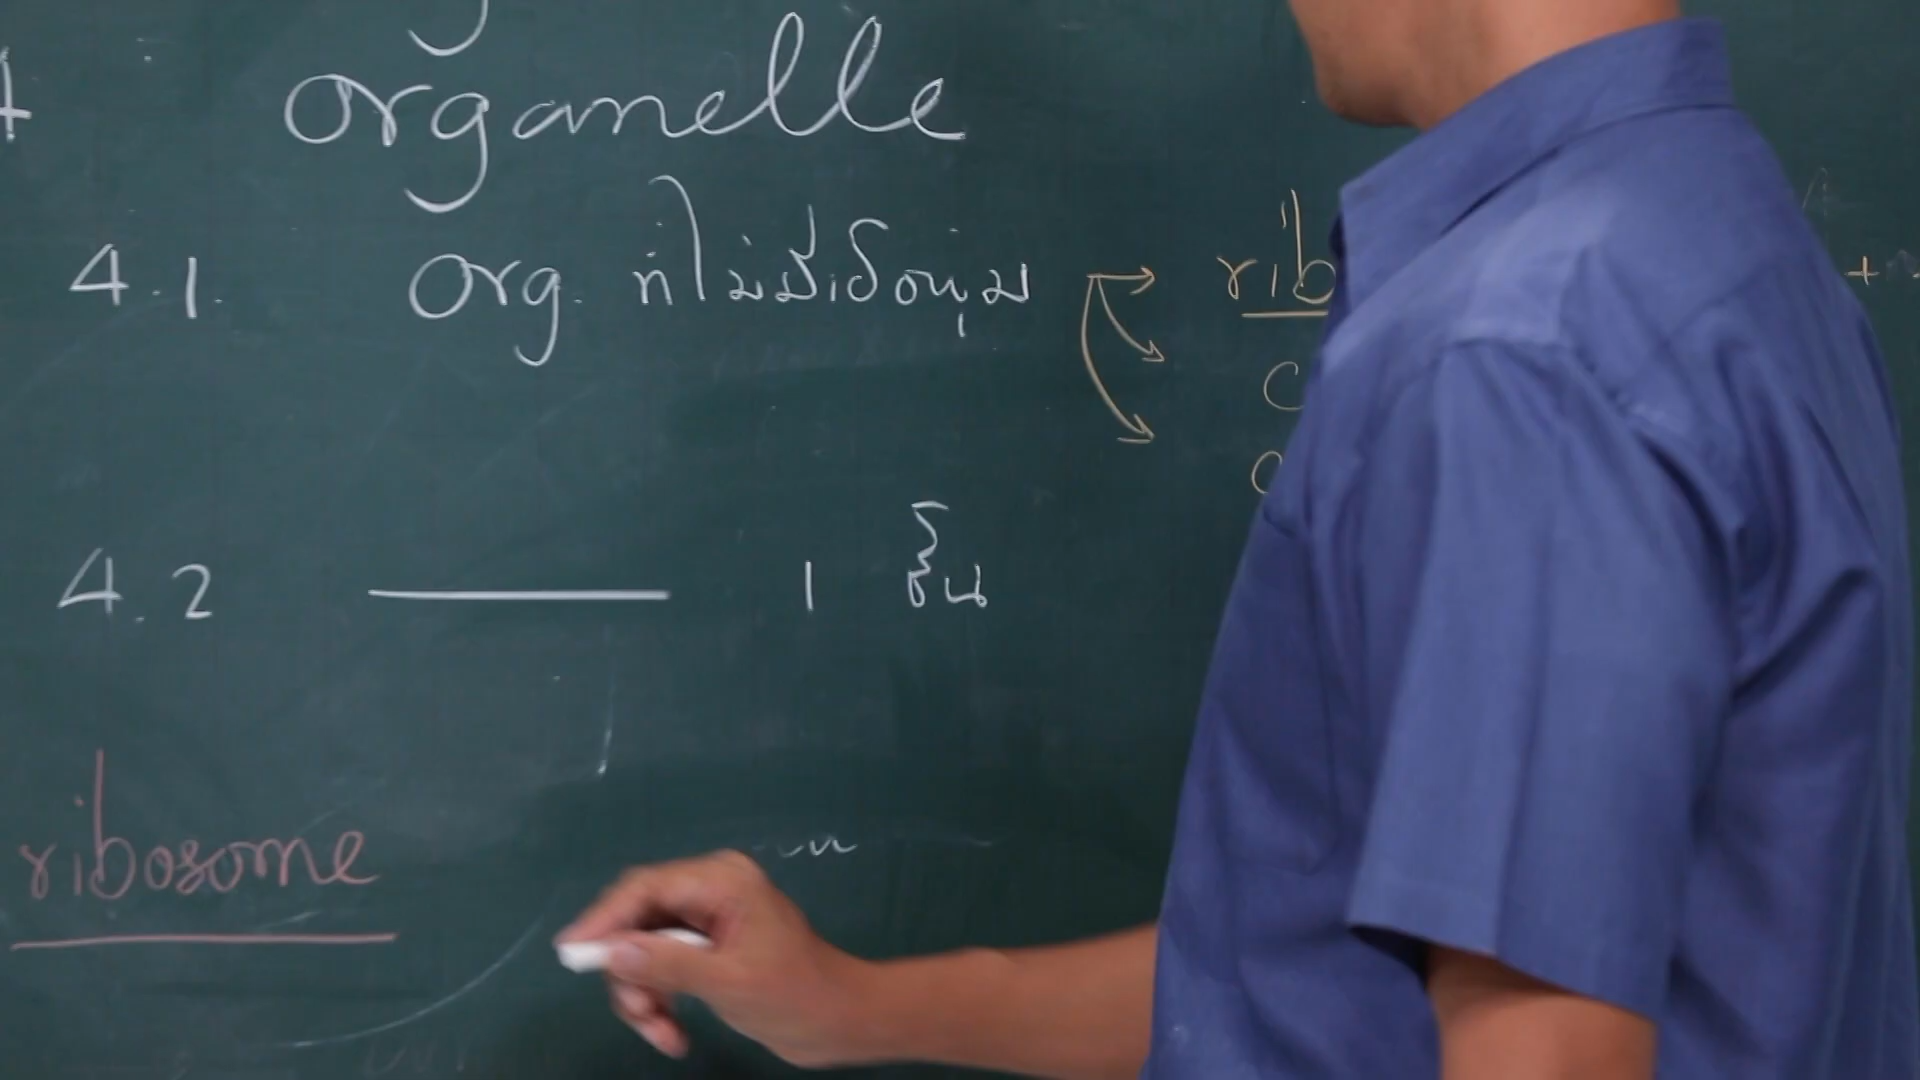 organelle
4.1. org. ที่ไม่มีเยื่อหุ้ม → rib
c
4.2 — 1 ชั้น
ribosome